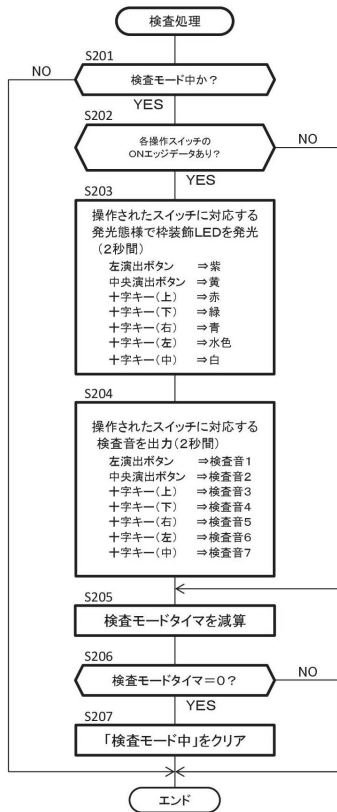 検査処理
S201
NO
検査モード中か？
YES
S202
NO
各操作スイッチの
ONエッジデータあり？
YES
S203
操作されたスイッチに対応する
発光態様で枠装飾LEDを発光
(2秒間)
左演出ボタン ⇒紫
中央演出ボタン ⇒黄
十字キー(上) ⇒赤
十字キー(下) ⇒緑
十字キー(右) ⇒青
十字キー(左) ⇒水色
十字キー(中) ⇒白
S204
操作されたスイッチに対応する
検査音を出力(2秒間)
左演出ボタン ⇒検査音1
中央演出ボタン ⇒検査音2
十字キー(上) ⇒検査音3
十字キー(下) ⇒検査音4
十字キー(右) ⇒検査音5
十字キー(左) ⇒検査音6
十字キー(中) ⇒検査音7
S205
検査モードタイマを減算
S206
NO
検査モードタイマ＝0？
YES
S207
「検査モード中」をクリア
エンド